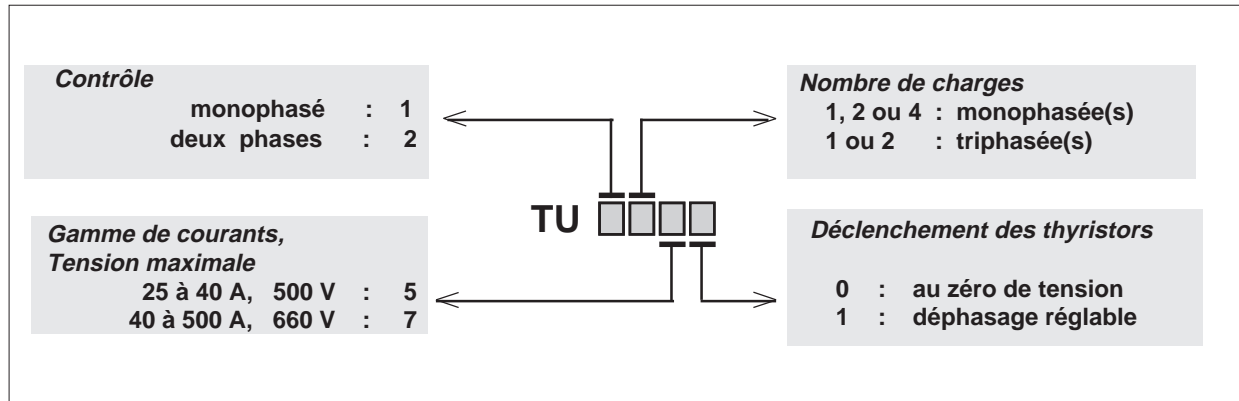 Contrôle
monophasé : 1
deux phases : 2
Nombre de charges
1, 2 ou 4 : monophasée(s)
1 ou 2 : triphasée(s)
TU
Gamme de courants,
Tension maximale
25 à 40 A, 500 V : 5
40 à 500 A, 660 V : 7
Déclenchement des thyristors
0 : au zéro de tension
1 : déphasage réglable